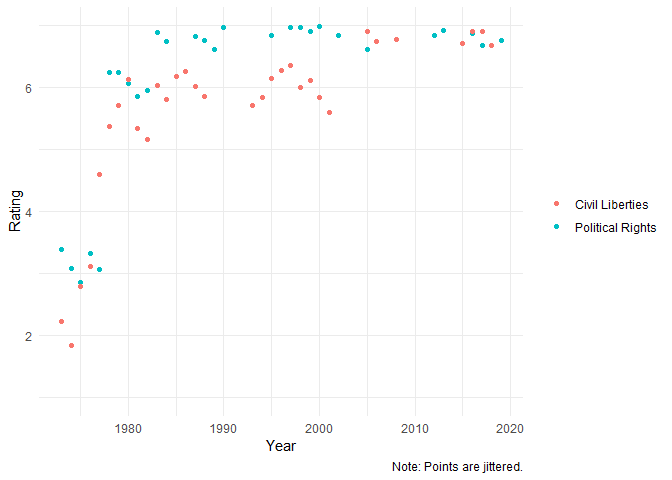 Rating
6
4
2
1980
1990
2000
2010
2020
Year
Civil Liberties
Political Rights
Note: Points are jittered.